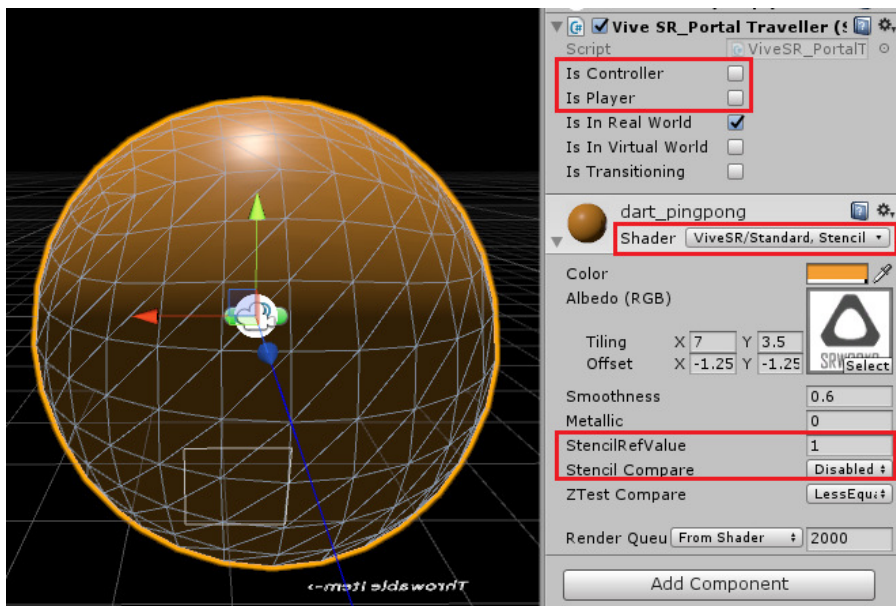 Vive SR_Portal Traveller (S
Script ViveSR_PortalT
Is Controller
Is Player
Is In Real World
Is In Virtual World
Is Transitioning
dart_pingpong
Shader ViveSR/Standard, Stencil
Color
Albedo (RGB)
Tiling X 7 Y 3.5
Offset X -1.25 Y -1.25
SRWORKS Select
Smoothness 0.6
Metallic 0
StencilRefValue 1
Stencil Compare Disabled
ZTest Compare LessEqua
Render Queu From Shader 2000
Add Component
Throwable item->